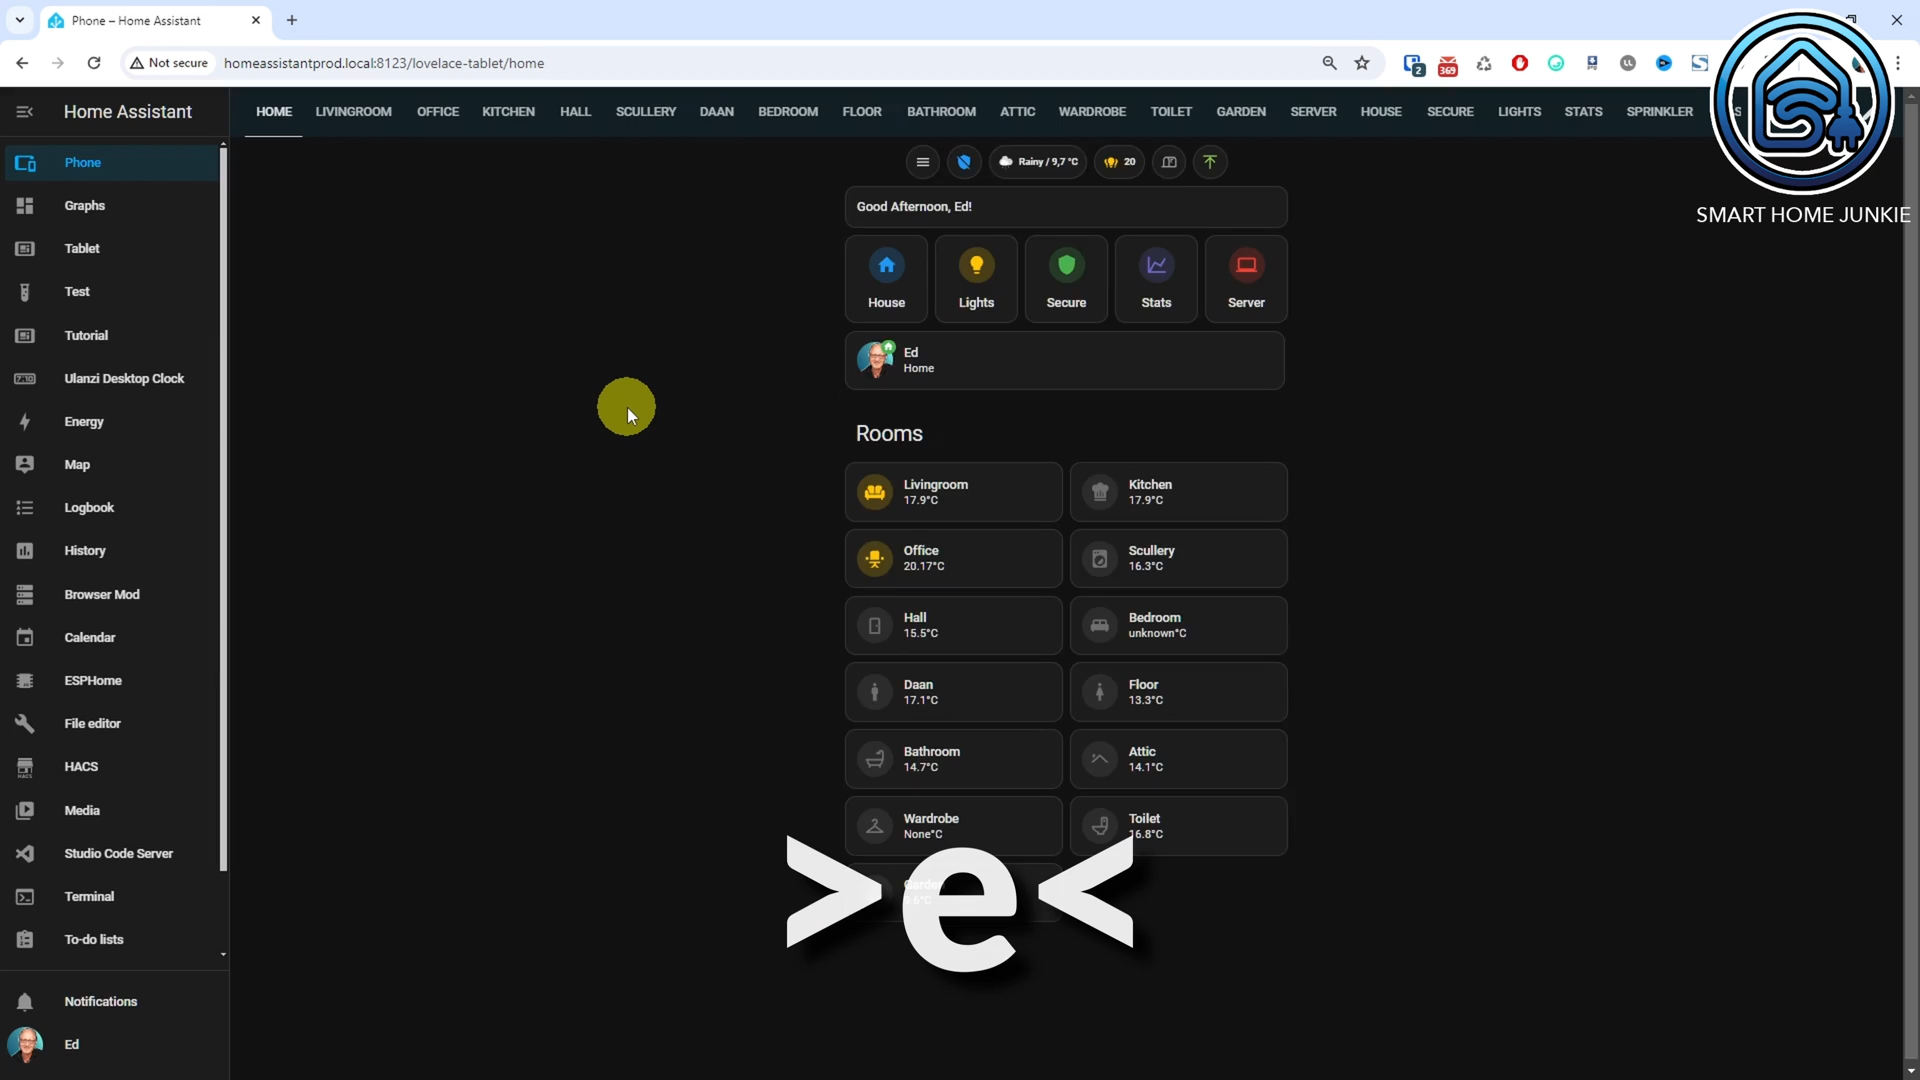 Phone – Home Assistant
Not secure
homeassistantprod.local:8123/lovelace-tablet/home
2
369
Home Assistant
HOME LIVINGROOM OFFICE KITCHEN HALL SCULLERY DAAN BEDROOM FLOOR BATHROOM ATTIC WARDROBE TOILET GARDEN SERVER HOUSE SECURE LIGHTS STATS SPRINKLER
SMART HOME JUNKIE
Phone
Graphs
Tablet
Test
Tutorial
Ulanzi Desktop Clock
Energy
Map
Logbook
History
Browser Mod
Calendar
ESPHome
File editor
HACS
Media
Studio Code Server
Terminal
To-do lists
Notifications
Ed
Rainy / 9,7 °C
20
Good Afternoon, Ed!
House Lights Secure Stats Server
Ed
Home
Rooms
Livingroom
17.9°C
Kitchen
17.9°C
Office
20.17°C
Scullery
16.3°C
Hall
15.5°C
Bedroom
unknown°C
Daan
17.1°C
Floor
13.3°C
Bathroom
14.7°C
Attic
14.1°C
Wardrobe
None°C
Toilet
16.8°C
>e<